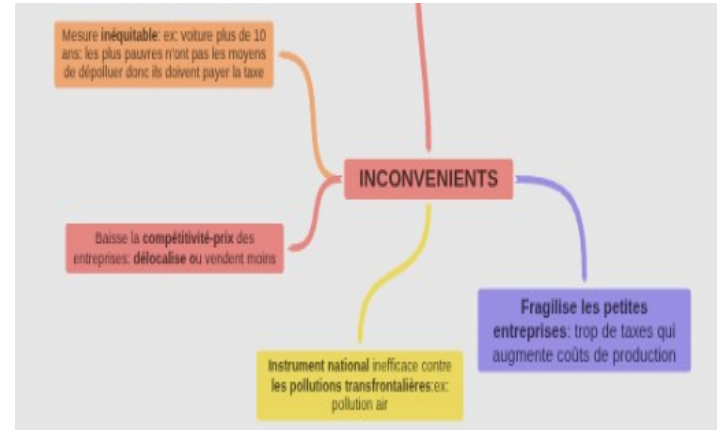 Mesure inéquitable: ex: voiture plus de 10
ans: les plus pauvres n'ont pas les moyens
de dépolluer donc ils doivent payer la taxe
INCONVENIENTS
Baisse la compétitivité-prix des
entreprises: délocalise ou vendent moins
Fragilise les petites
entreprises: trop de taxes qui
augmente coûts de production
Instrument national inefficace contre
les pollutions transfrontalières:ex:
pollution air